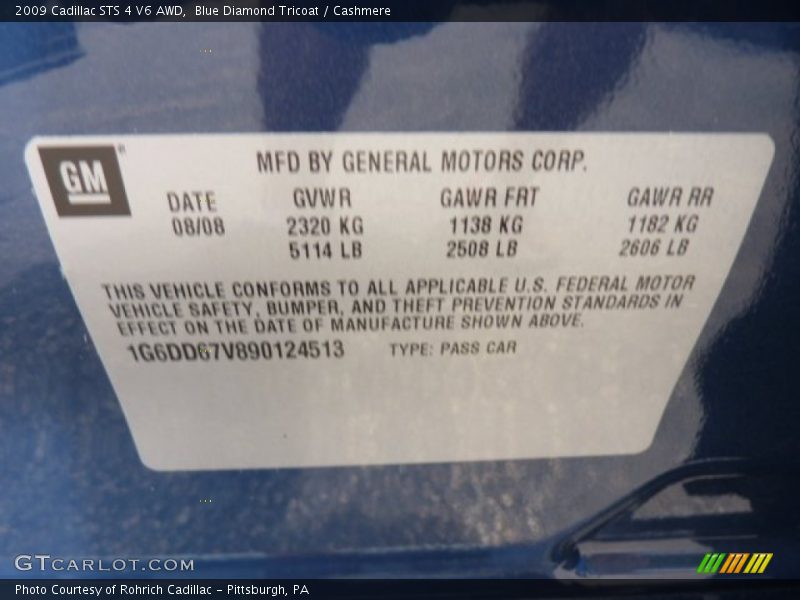 2009 Cadillac STS 4 V6 AWD,  Blue Diamond Tricoat / Cashmere
GM
MFD BY GENERAL MOTORS CORP.
DATE GVWR GAWR FRT GAWR RR
08/08 2320 KG 1138 KG 1182 KG
5114 LB 2508 LB 2606 LB
THIS VEHICLE CONFORMS TO ALL APPLICABLE U.S. FEDERAL MOTOR
VEHICLE SAFETY, BUMPER, AND THEFT PREVENTION STANDARDS IN
EFFECT ON THE DATE OF MANUFACTURE SHOWN ABOVE.
1G6DD67V890124513 TYPE: PASS CAR
GTCARLOT.COM
Photo Courtesy of Rohrich Cadillac - Pittsburgh, PA